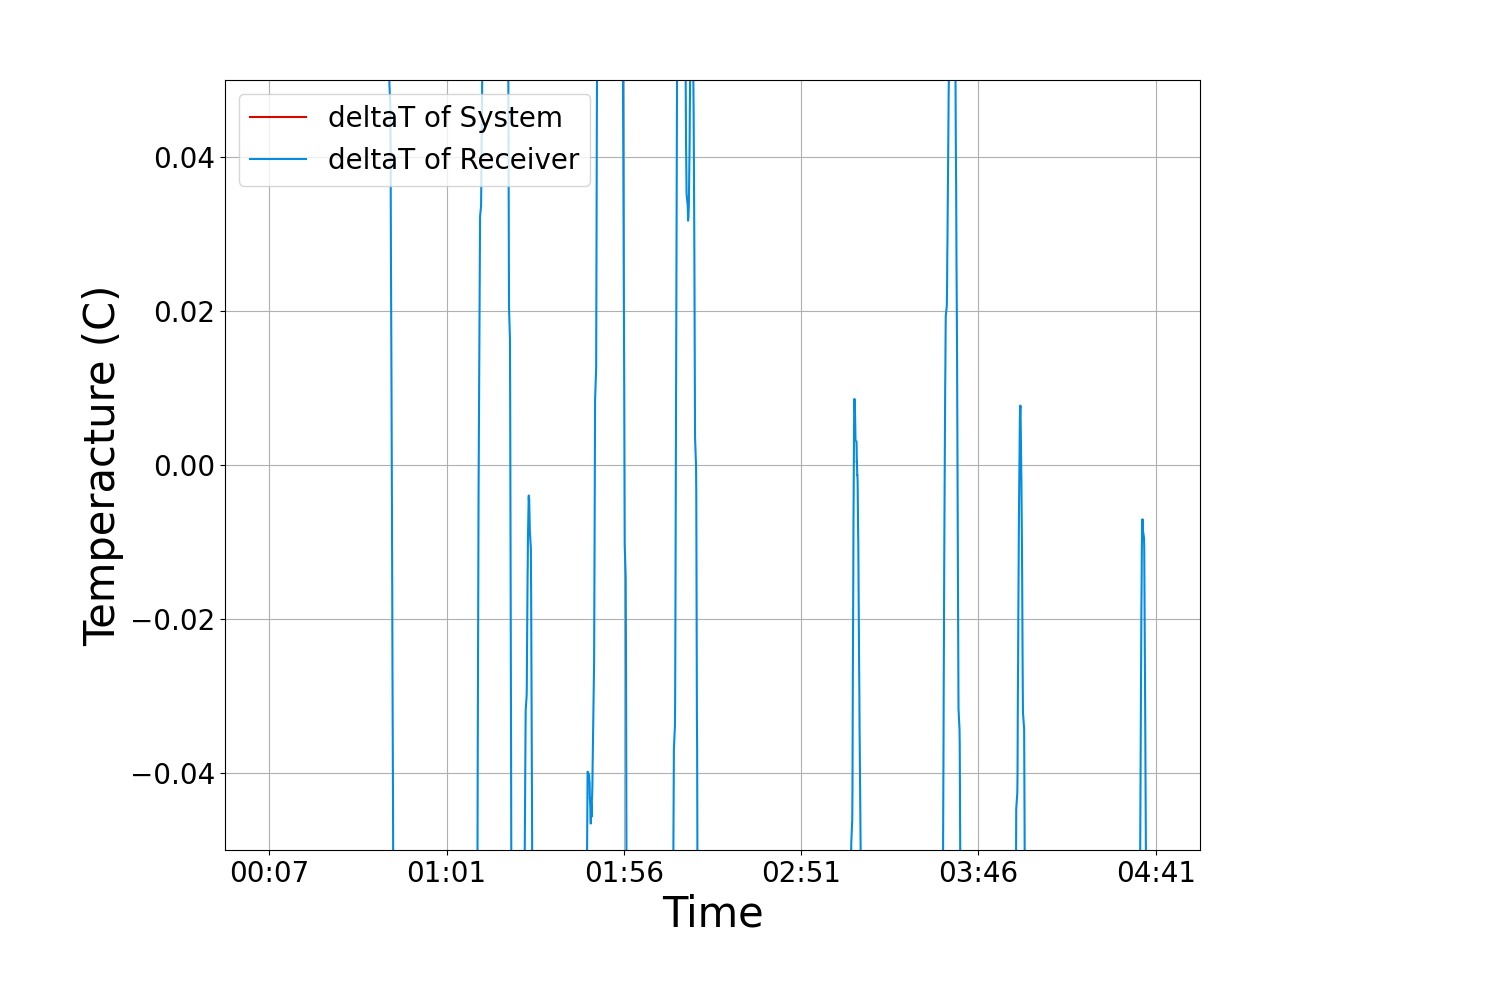 deltaT of System
deltaT of Receiver
0.04
0.02
0.00
−0.02
−0.04
Temperacture (C)
00:07 01:01 01:56 02:51 03:46 04:41
Time